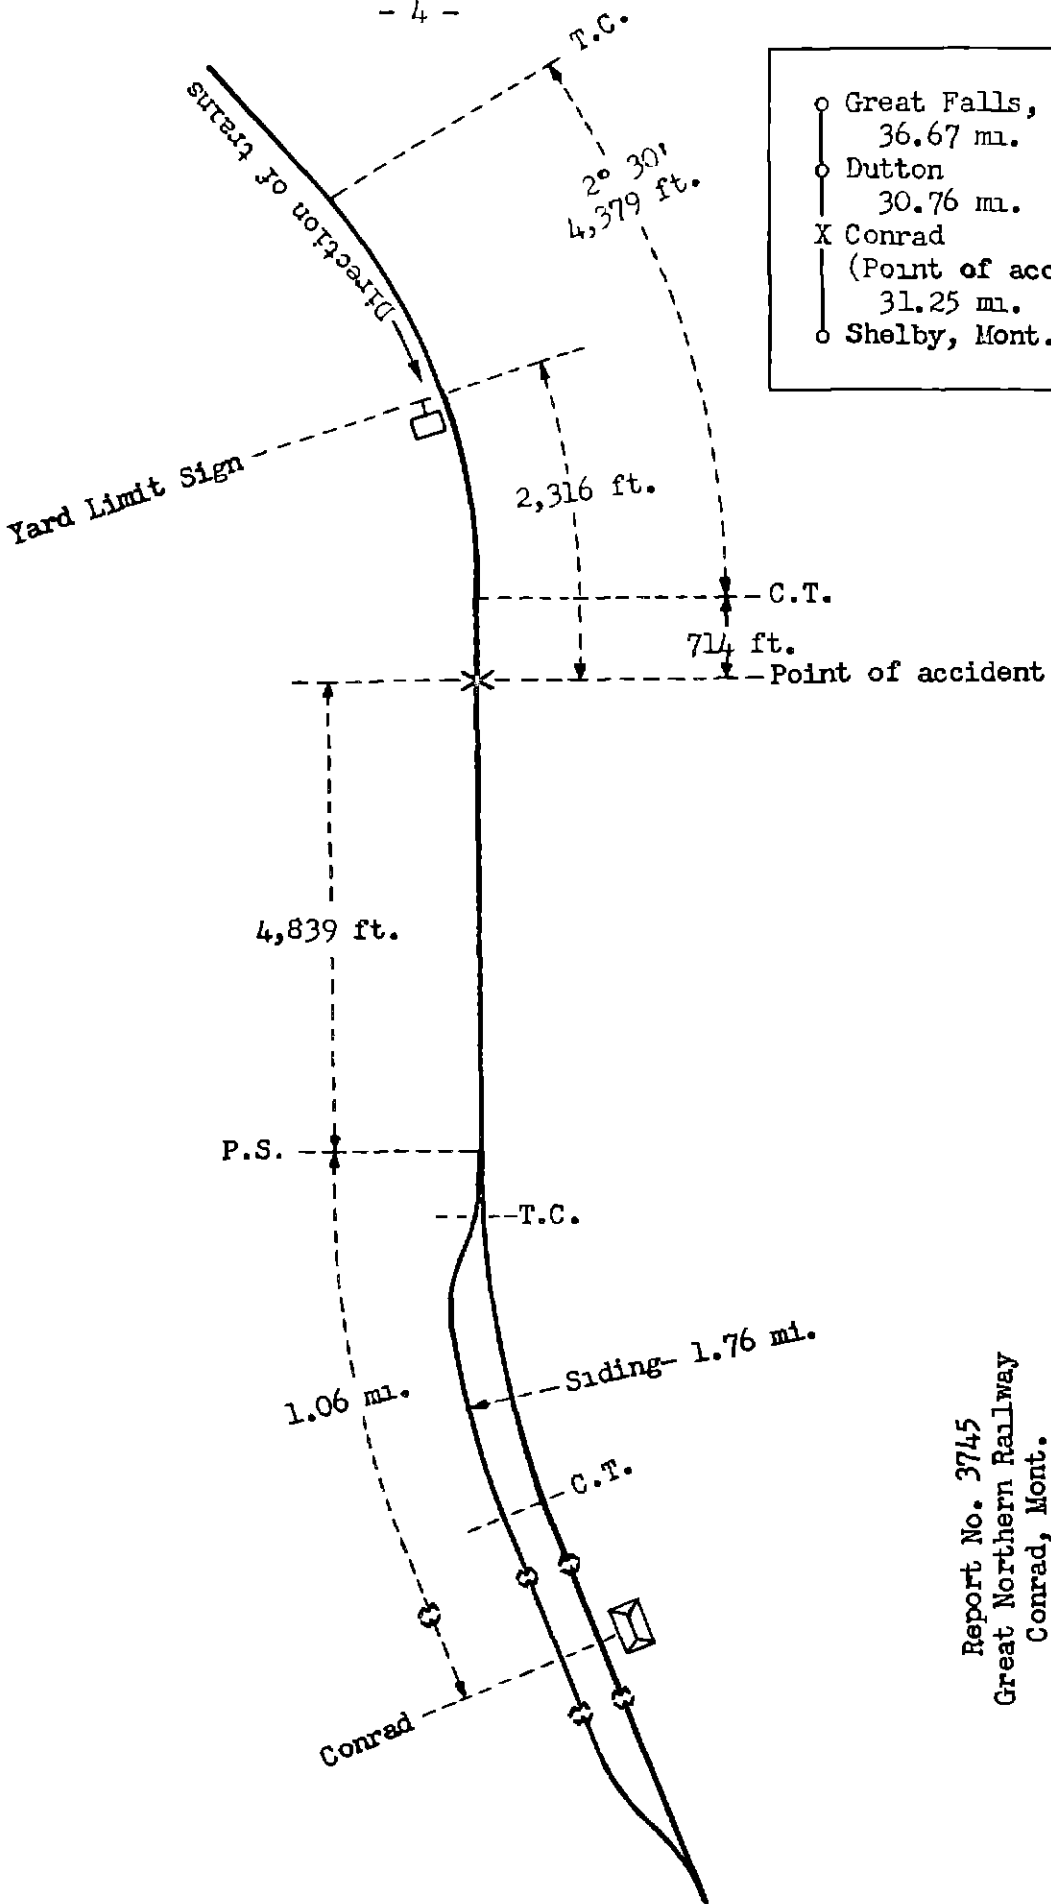 - 4 -
T.C.
Great Falls,
36.67 mi.
Dutton
30.76 mi.
X Conrad
(Point of acc
31.25 mi.
Shelby, Mont.
Direction of trains
2° 30'
4,379 ft.
Yard Limit Sign
2,316 ft.
C.T.
714 ft.
Point of accident
4,839 ft.
P.S.
T.C.
Siding- 1.76 mi.
1.06 mi.
C.T.
Conrad
Report No. 3745
Great Northern Railway
Conrad, Mont.